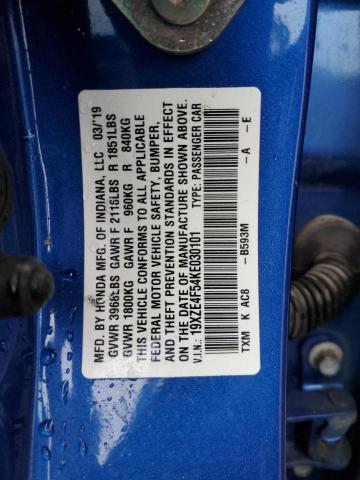 MFD. BY HONDA MFG. OF INDIANA, LLC 03/'19
GVWR 3966LBS GAWR F 2115LBS R 1851LBS
GVWR 1800KG GAWR F 960KG R 840KG
THIS VEHICLE CONFORMS TO ALL APPLICABLE
FEDERAL MOTOR VEHICLE SAFETY, BUMPER,
AND THEFT PREVENTION STANDARDS IN EFFECT
ON THE DATE OF MANUFACTURE SHOWN ABOVE.
V.I.N.: 19XZE4F54KE030101 TYPE: PASSENGER CAR
TXM K AC8 -B593M -A -E